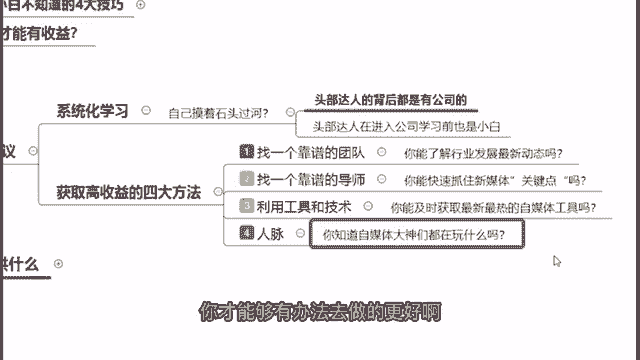 小白不知道的4大技巧
才能有收益?
系统化学习
自己摸着石头过河?
头部达人的背后都是有公司的
头部达人在进入公司学习前也是小白
议
获取高收益的四大方法
1 找一个靠谱的团队
你能了解行业发展最新动态吗?
2 找一个靠谱的导师
你能快速抓住新媒体"关键点"吗?
3 利用工具和技术
你能及时获取最新最热的自媒体工具吗?
4 人脉
你知道自媒体大神们都在玩什么吗?
供什么
你才能够有办法去做的更好啊